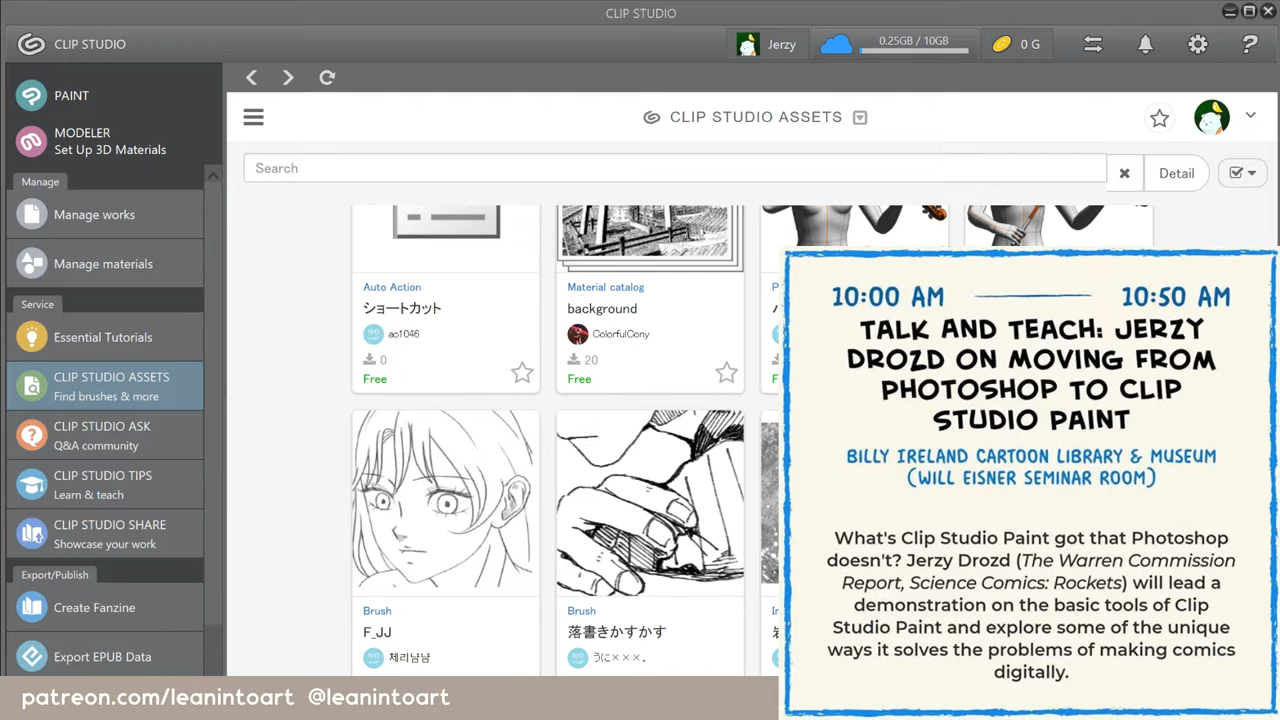 CLIP STUDIO
CLIP STUDIO
Jerzy
0.25GB / 10GB
0 G
PAINT
MODELER
Set Up 3D Materials
Manage
Manage works
Manage materials
Service
Essential Tutorials
CLIP STUDIO ASSETS
Find brushes & more
CLIP STUDIO ASK
Q&A community
CLIP STUDIO TIPS
Learn & teach
CLIP STUDIO SHARE
Showcase your work
Export/Publish
Create Fanzine
Export EPUB Data
CLIP STUDIO ASSETS
Search
Detail
Auto Action
ショートカット
ao1046
0
Free
Material catalog
background
ColorfulCony
20
Free
Brush
F_JJ
체리냠냠
Brush
落書きかすかす
うに×××。
10:00 AM 10:50 AM
TALK AND TEACH: JERZY
DROZD ON MOVING FROM
PHOTOSHOP TO CLIP
STUDIO PAINT
BILLY IRELAND CARTOON LIBRARY & MUSEUM
(WILL EISNER SEMINAR ROOM)
What's Clip Studio Paint got that Photoshop
doesn't? Jerzy Drozd (The Warren Commission
Report, Science Comics: Rockets) will lead a
demonstration on the basic tools of Clip
Studio Paint and explore some of the unique
ways it solves the problems of making comics
digitally.
patreon.com/leanintoart @leanintoart